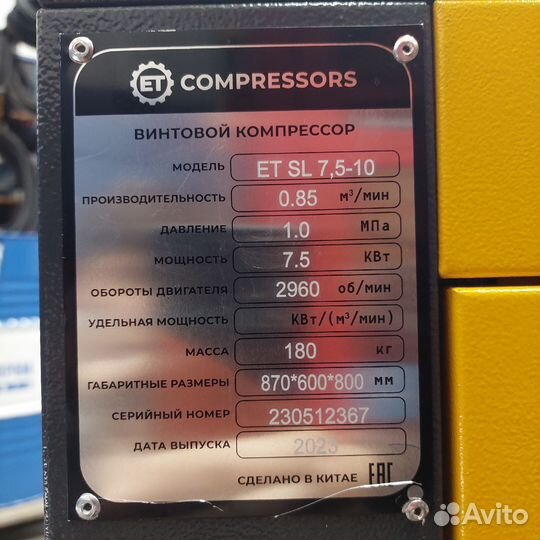 ET COMPRESSORS
ВИНТОВОЙ КОМПРЕССОР
МОДЕЛЬ ET SL 7,5-10
ПРОИЗВОДИТЕЛЬНОСТЬ 0.85 м³/мин
ДАВЛЕНИЕ 1.0 МПа
МОЩНОСТЬ 7.5 КВт
ОБОРОТЫ ДВИГАТЕЛЯ 2960 об/мин
УДЕЛЬНАЯ МОЩНОСТЬ КВт/(м³/мин)
МАССА 180 кг
ГАБАРИТНЫЕ РАЗМЕРЫ 870*600*800 мм
СЕРИЙНЫЙ НОМЕР 230512367
ДАТА ВЫПУСКА 2023
СДЕЛАНО В КИТАЕ EAC
Avito